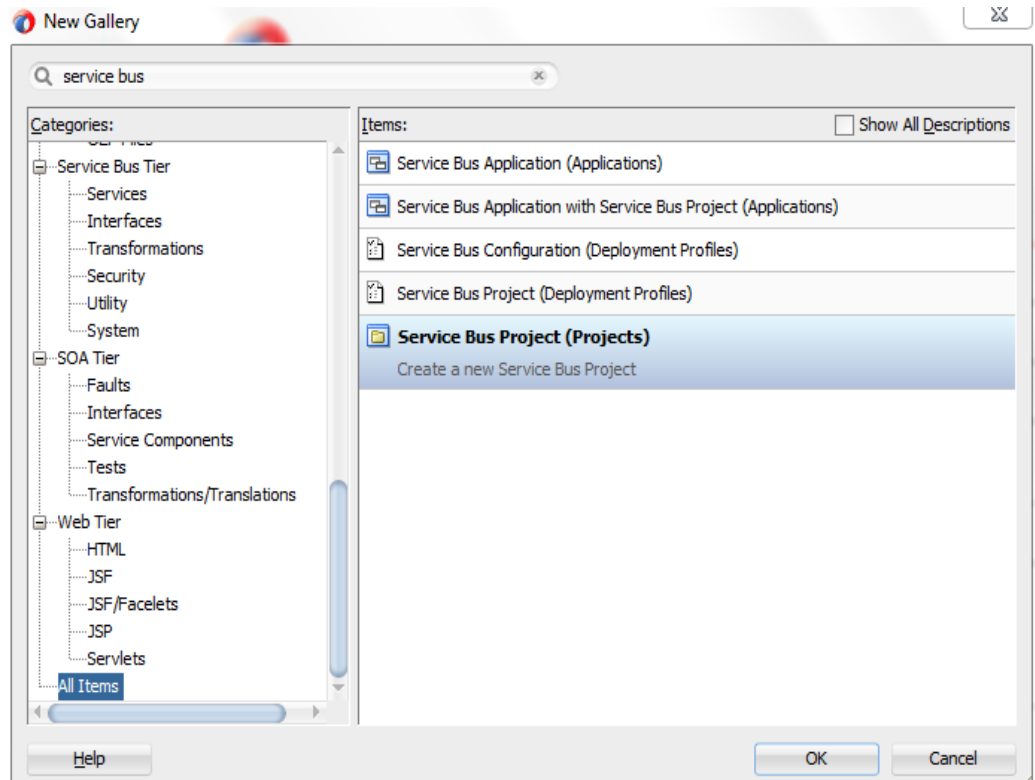 New Gallery
service bus
Categories:
Service Bus Tier
Services
Interfaces
Transformations
Security
Utility
System
SOA Tier
Faults
Interfaces
Service Components
Tests
Transformations/Translations
Web Tier
HTML
JSF
JSF/Facelets
JSP
Servlets
All Items
Items:
Show All Descriptions
Service Bus Application (Applications)
Service Bus Application with Service Bus Project (Applications)
Service Bus Configuration (Deployment Profiles)
Service Bus Project (Deployment Profiles)
Service Bus Project (Projects)
Create a new Service Bus Project
Help
OK
Cancel